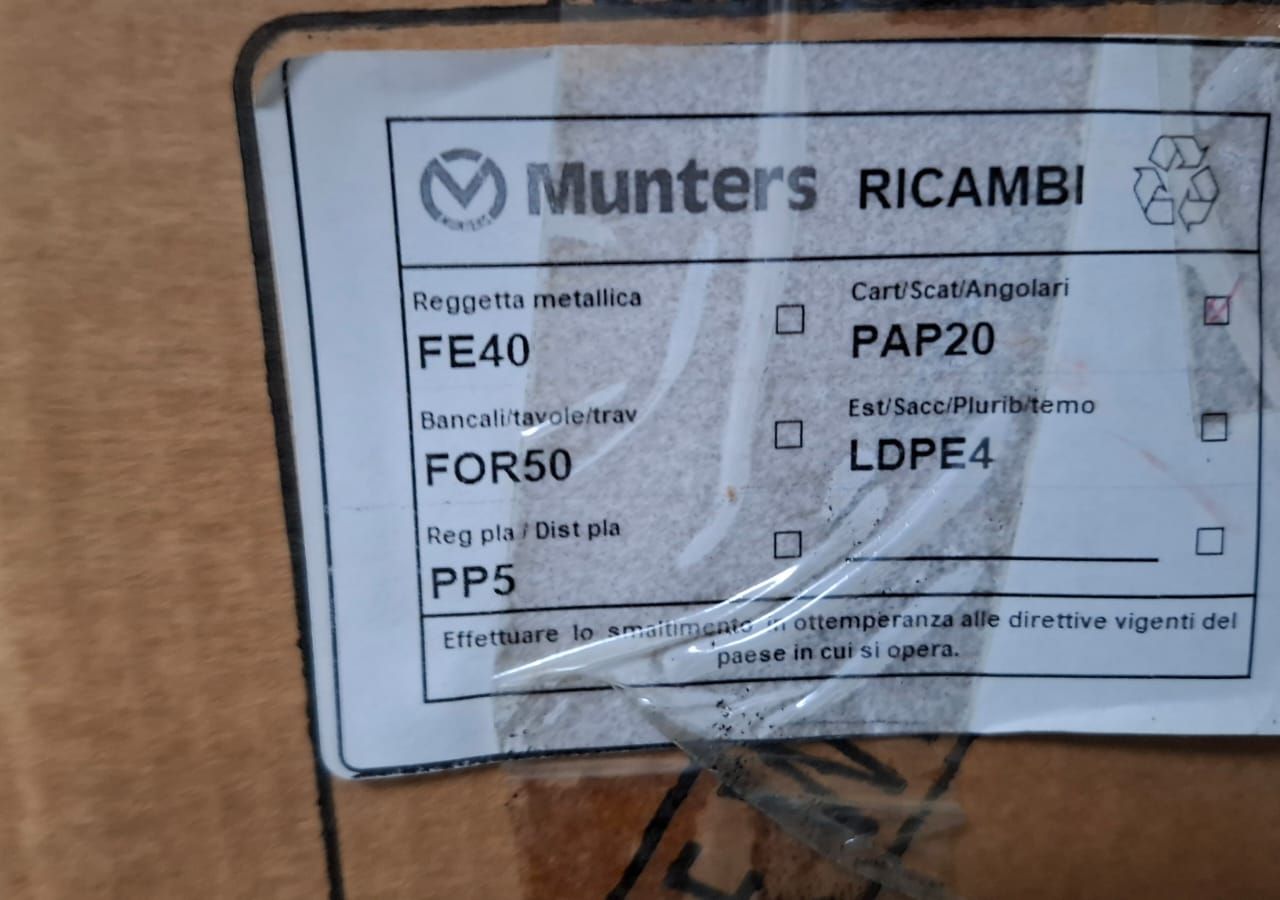 Munters RICAMBI
MUNTERS
Reggetta metallica
FE40
Cart/Scat/Angolari
PAP20
Bancali/tavole/trav
FOR50
Est/Sacc/Plurib/temo
LDPE4
Reg pla / Dist pla
PP5
Effettuare lo smaltimento in ottemperanza alle direttive vigenti del
paese in cui si opera.